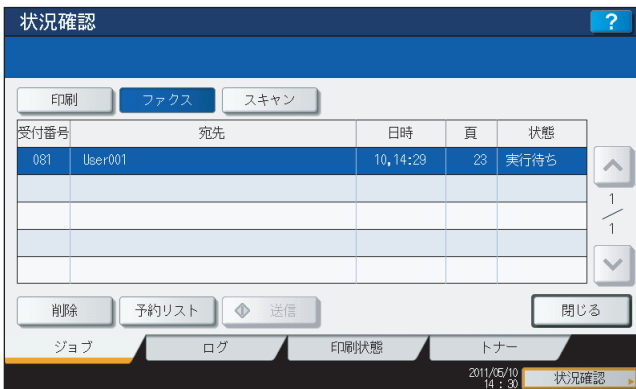 状況確認 ?
印刷 ファクス スキャン
受付番号 宛先 日時 頁 状態
081 User001 10,14:29 23 実行待ち
1
1
削除 予約リスト 送信 閉じる
ジョブ ログ 印刷状態 トナー
2011/05/10
14 : 30 状況確認